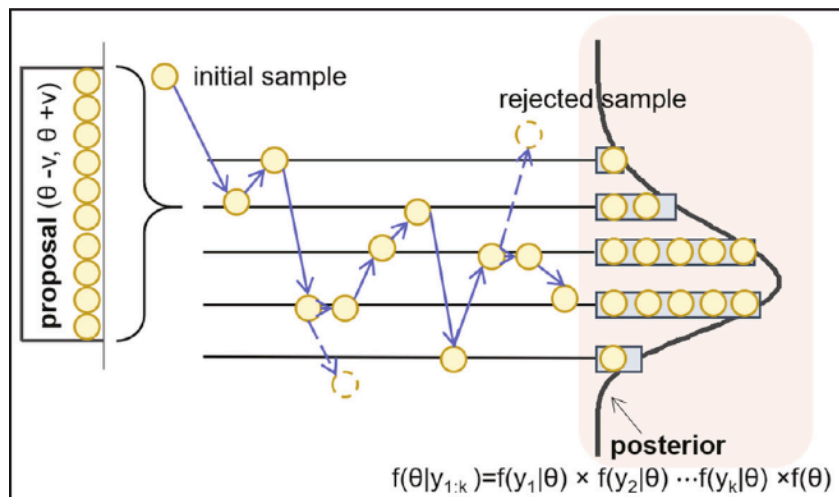 proposal (θ -v, θ +v)
initial sample
rejected sample
posterior
f(θ|y1:k)=f(y1|θ) × f(y2|θ) ···f(yk|θ) ×f(θ)